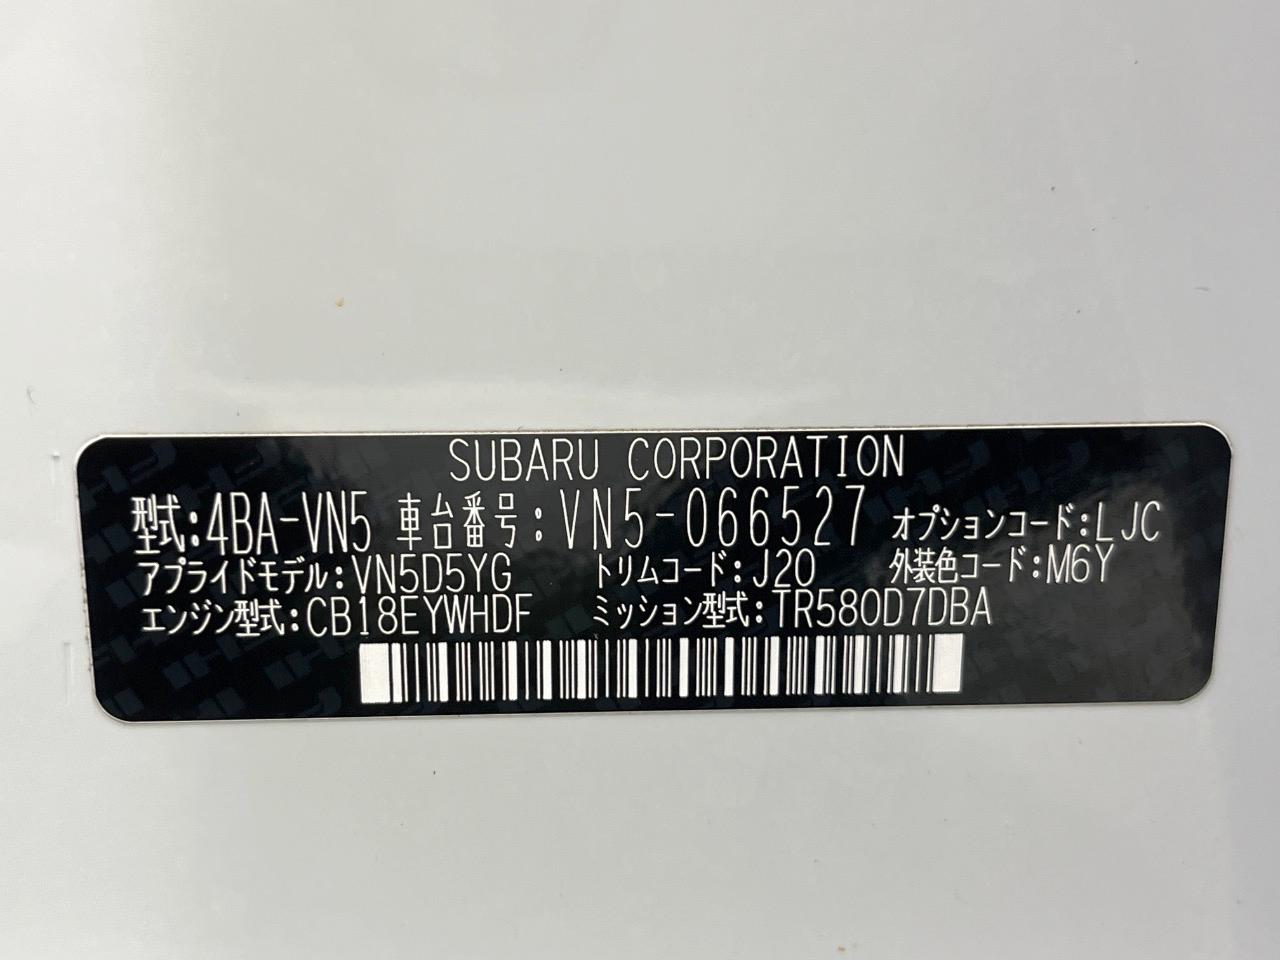 SUBARU CORPORATION
型式:4BA-VN5 車台番号:VN5-066527 オプションコード:LJC
アプライドモデル:VN5D5YG トリムコード:J20 外装色コード:M6Y
エンジン型式:CB18EYWHDF ミッション型式:TR580D7DBA